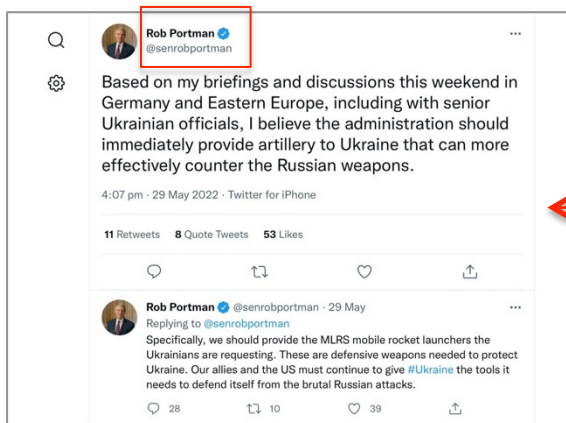 Rob Portman
@senrobportman
Based on my briefings and discussions this weekend in
Germany and Eastern Europe, including with senior
Ukrainian officials, I believe the administration should
immediately provide artillery to Ukraine that can more
effectively counter the Russian weapons.
4:07 pm · 29 May 2022 · Twitter for iPhone
11 Retweets 8 Quote Tweets 53 Likes
Rob Portman @senrobportman · 29 May
Replying to @senrobportman
Specifically, we should provide the MLRS mobile rocket launchers the
Ukrainians are requesting. These are defensive weapons needed to protect
Ukraine. Our allies and the US must continue to give #Ukraine the tools it
needs to defend itself from the brutal Russian attacks.
28 10 39